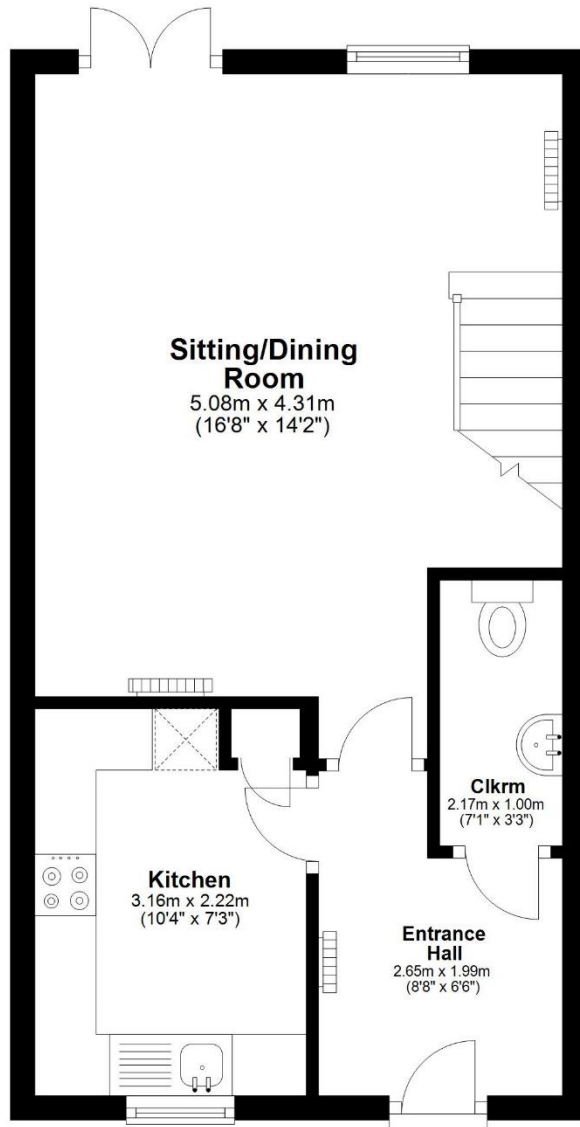 Sitting/Dining
Room
5.08m x 4.31m
(16'8" x 14'2")
Clkrm
2.17m x 1.00m
(7'1" x 3'3")
Kitchen
3.16m x 2.22m
(10'4" x 7'3")
Entrance
Hall
2.65m x 1.99m
(8'8" x 6'6")